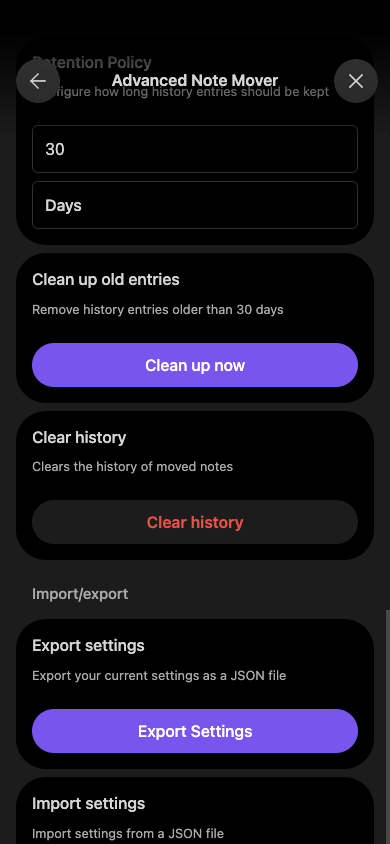 Retention Policy
Advanced Note Mover
Configure how long history entries should be kept
30
Days
Clean up old entries
Remove history entries older than 30 days
Clean up now
Clear history
Clears the history of moved notes
Clear history
Import/export
Export settings
Export your current settings as a JSON file
Export Settings
Import settings
Import settings from a JSON file